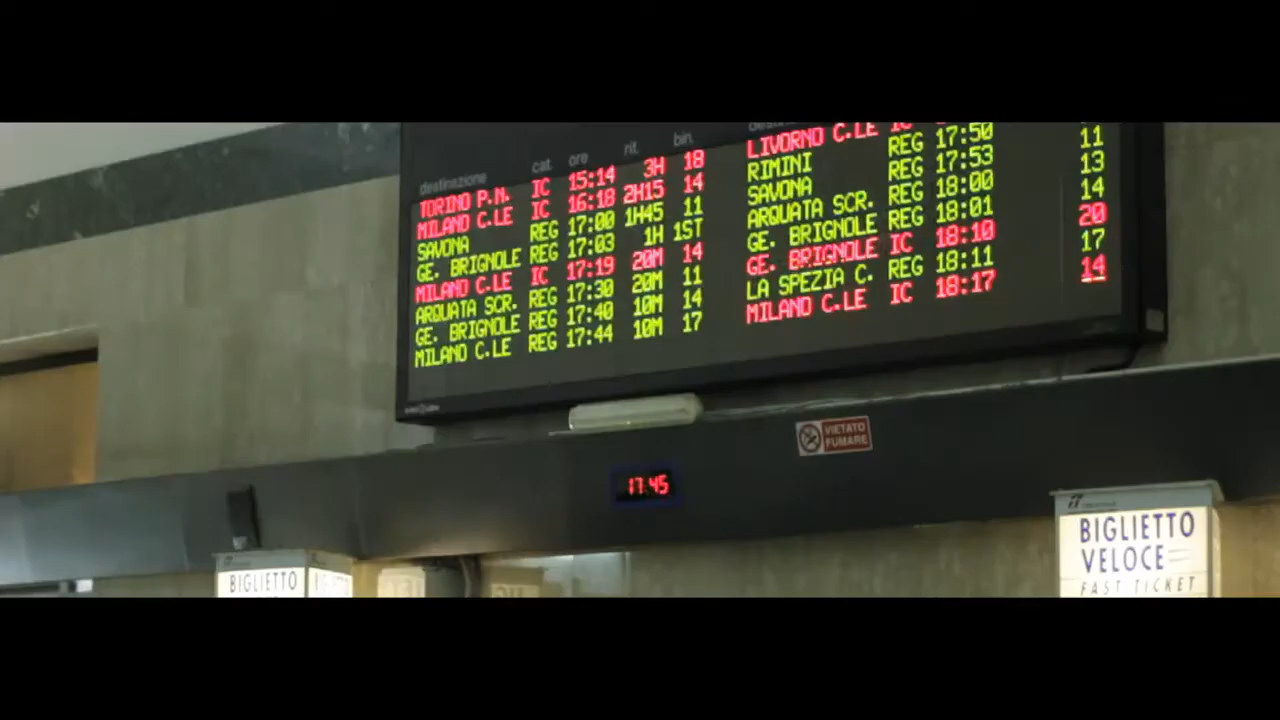 destinazione cat. ore rit. bin.
TORINO P.N. IC 15:14 3H 18
MILANO C.LE IC 16:18 2H15 14
SAVONA REG 17:00 1H45 11
GE. BRIGNOLE REG 17:03 1H 1ST
MILANO C.LE IC 17:19 20M 14
ARQUATA SCR. REG 17:30 20M 11
GE. BRIGNOLE REG 17:40 10M 14
MILANO C.LE REG 17:44 10M 17
LIVORNO C.LE IC
RIMINI REG 17:50
SAVONA REG 17:53 11
ARQUATA SCR. REG 18:00 13
GE. BRIGNOLE REG 18:01 14
GE. BRIGNOLE IC 18:10 20
LA SPEZIA C. REG 18:11 17
MILANO C.LE IC 18:17 14
VIETATO
FUMARE
17:45
BIGLIETTO
BIGLIETTO
VELOCE
FAST TICKET